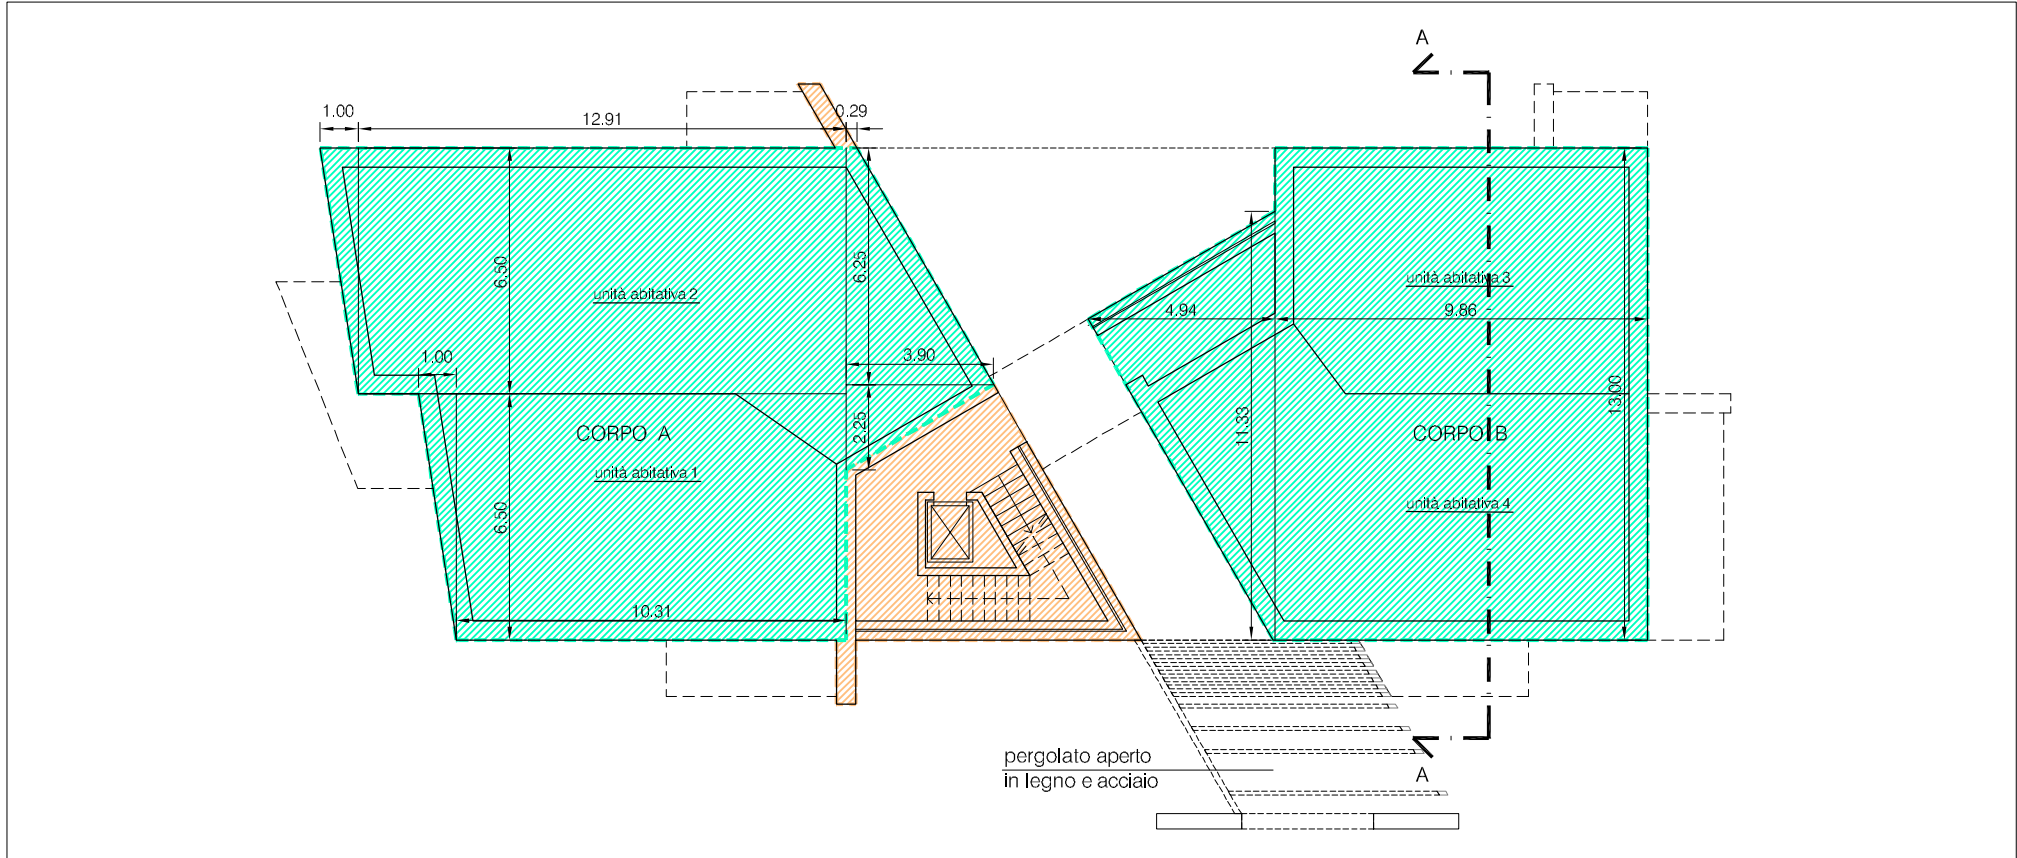 A
1.00
12.91
0.29
6.50
6.25
unità abitativa 2
unità abitativa 3
4.94
9.86
1.00
3.90
13.00
11.33
2.25
CORPO A
CORPO B
unità abitativa 1
unità abitativa 4
6.50
10.31
pergolato aperto
in legno e acciaio
A